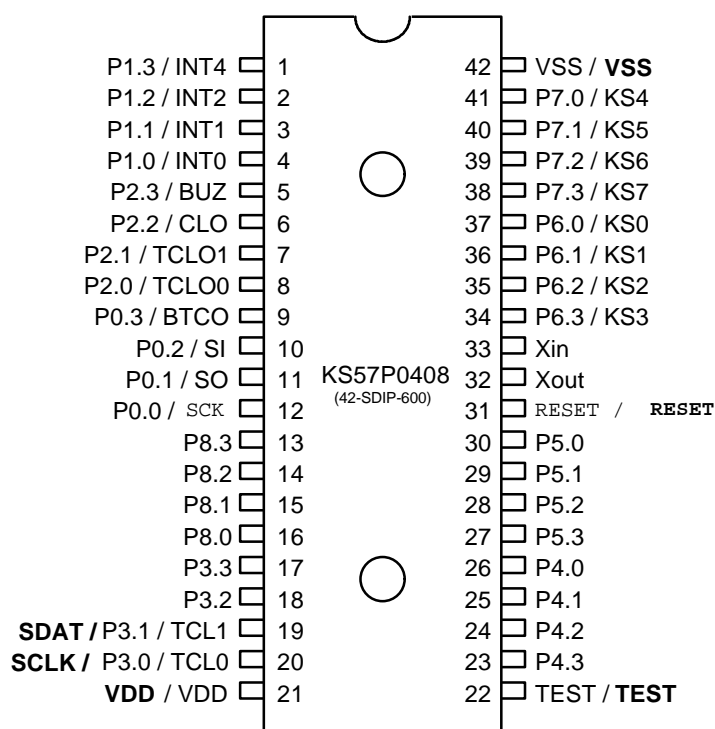 P1.3 / INT4 1 42 VSS / VSS
P1.2 / INT2 2 41 P7.0 / KS4
P1.1 / INT1 3 40 P7.1 / KS5
P1.0 / INT0 4 39 P7.2 / KS6
P2.3 / BUZ 5 38 P7.3 / KS7
P2.2 / CLO 6 37 P6.0 / KS0
P2.1 / TCLO1 7 36 P6.1 / KS1
P2.0 / TCLO0 8 35 P6.2 / KS2
P0.3 / BTCO 9 34 P6.3 / KS3
P0.2 / SI 10 33 Xin
P0.1 / SO 11 KS57P0408 32 Xout
(42-SDIP-600)
P0.0 / SCK 12 31 RESET / RESET
P8.3 13 30 P5.0
P8.2 14 29 P5.1
P8.1 15 28 P5.2
P8.0 16 27 P5.3
P3.3 17 26 P4.0
P3.2 18 25 P4.1
SDAT / P3.1 / TCL1 19 24 P4.2
SCLK / P3.0 / TCL0 20 23 P4.3
VDD / VDD 21 22 TEST / TEST